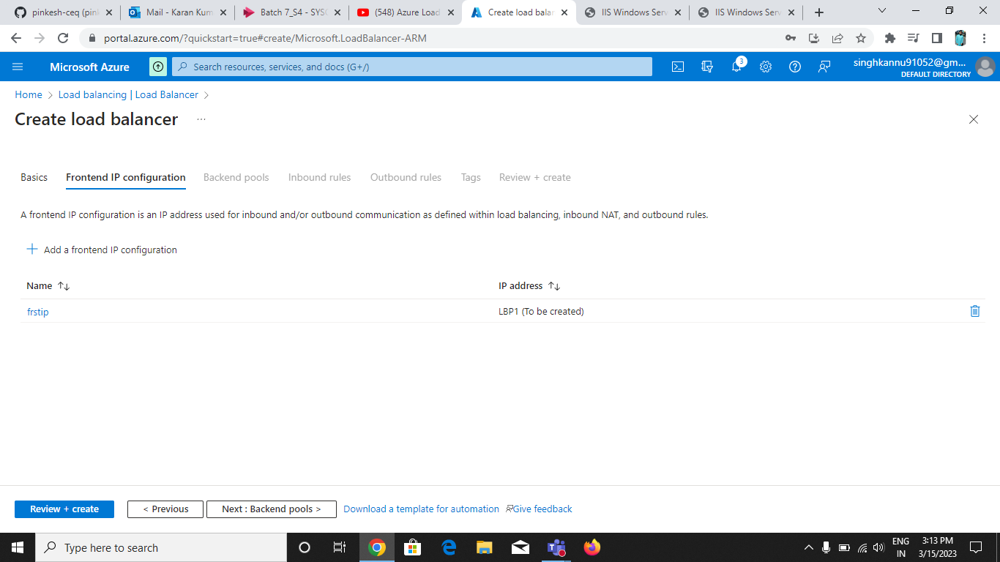 pinkesh-ceq (pink
Mail - Karan Kum
Batch 7_S4 - SYSC
(548) Azure Load
Create load balan
IIS Windows Serv
IIS Windows Serv
portal.azure.com/?quickstart=true#create/Microsoft.LoadBalancer-ARM
Microsoft Azure
Search resources, services, and docs (G+/)
3
singhkannu91052@gm...
DEFAULT DIRECTORY
Home > Load balancing | Load Balancer >
Create load balancer ...
Basics Frontend IP configuration Backend pools Inbound rules Outbound rules Tags Review + create
A frontend IP configuration is an IP address used for inbound and/or outbound communication as defined within load balancing, inbound NAT, and outbound rules.
+ Add a frontend IP configuration
Name ↑↓ IP address ↑↓
frstip LBP1 (To be created)
Review + create < Previous Next : Backend pools > Download a template for automation Give feedback
Type here to search
ENG
IN
3:13 PM
3/15/2023